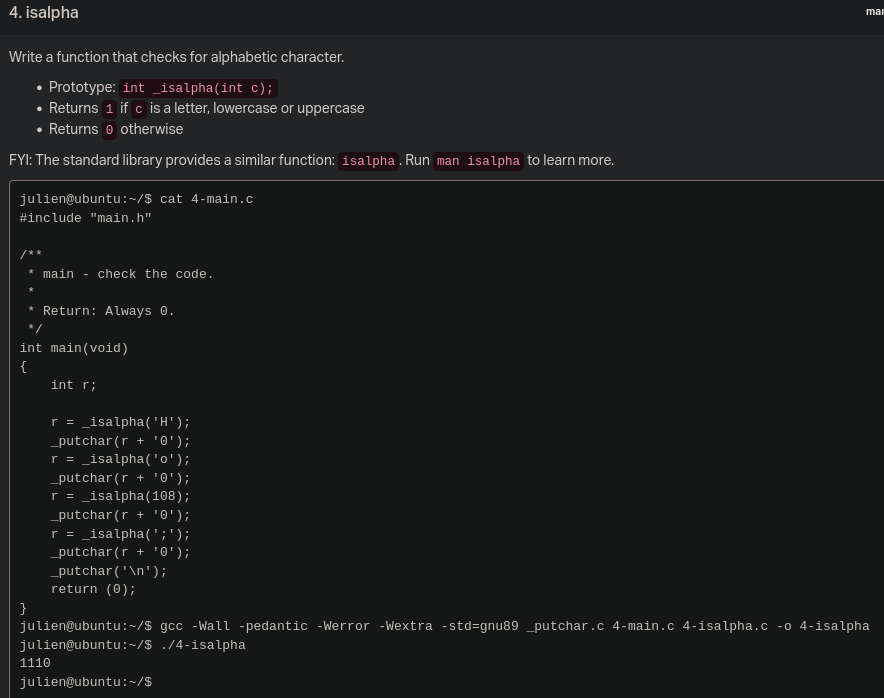 4. isalpha
Write a function that checks for alphabetic character.
• Prototype: int _isalpha(int c);
• Returns 1 if c is a letter, lowercase or uppercase
• Returns 0 otherwise
FYI: The standard library provides a similar function: isalpha. Run man isalpha to learn more.
julien@ubuntu:~/$ cat 4-main.c
#include "main.h"

/**
 * main - check the code.
 *
 * Return: Always 0.
 */
int main(void)
{
    int r;

    r = _isalpha('H');
    _putchar(r + '0');
    r = _isalpha('o');
    _putchar(r + '0');
    r = _isalpha(108);
    _putchar(r + '0');
    r = _isalpha(';');
    _putchar(r + '0');
    _putchar('\n');
    return (0);
}
julien@ubuntu:~/$ gcc -Wall -pedantic -Werror -Wextra -std=gnu89 _putchar.c 4-main.c 4-isalpha.c -o 4-isalpha
julien@ubuntu:~/$ ./4-isalpha
1110
julien@ubuntu:~/$